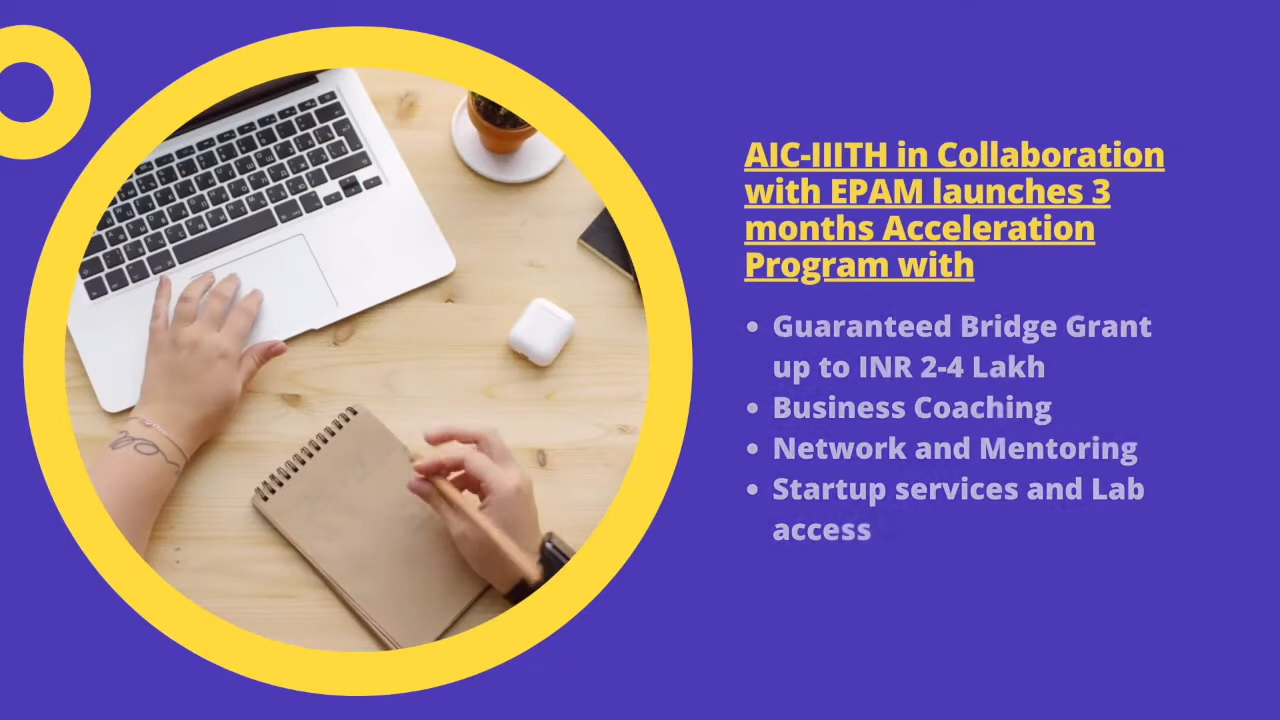 AIC-IIITH in Collaboration
with EPAM launches 3
months Acceleration
Program with
• Guaranteed Bridge Grant
up to INR 2-4 Lakh
• Business Coaching
• Network and Mentoring
• Startup services and Lab
access